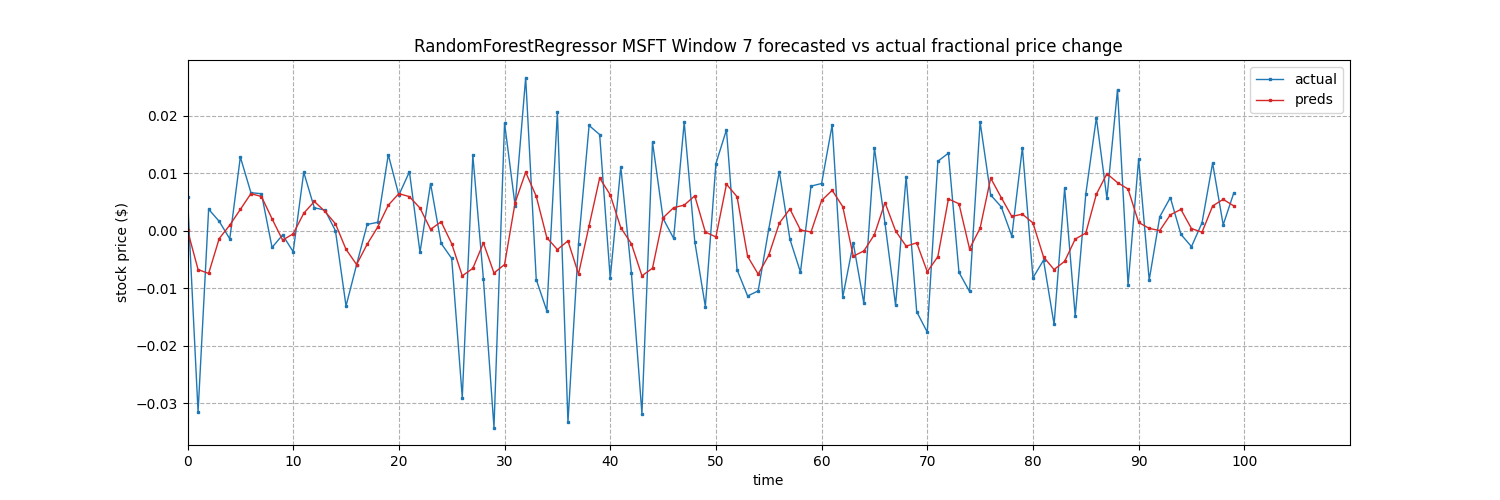 RandomForestRegressor MSFT Window 7 forecasted vs actual fractional price change
actual
preds
stock price ($)
0.02
0.01
0.00
−0.01
−0.02
−0.03
0 10 20 30 40 50 60 70 80 90 100
time